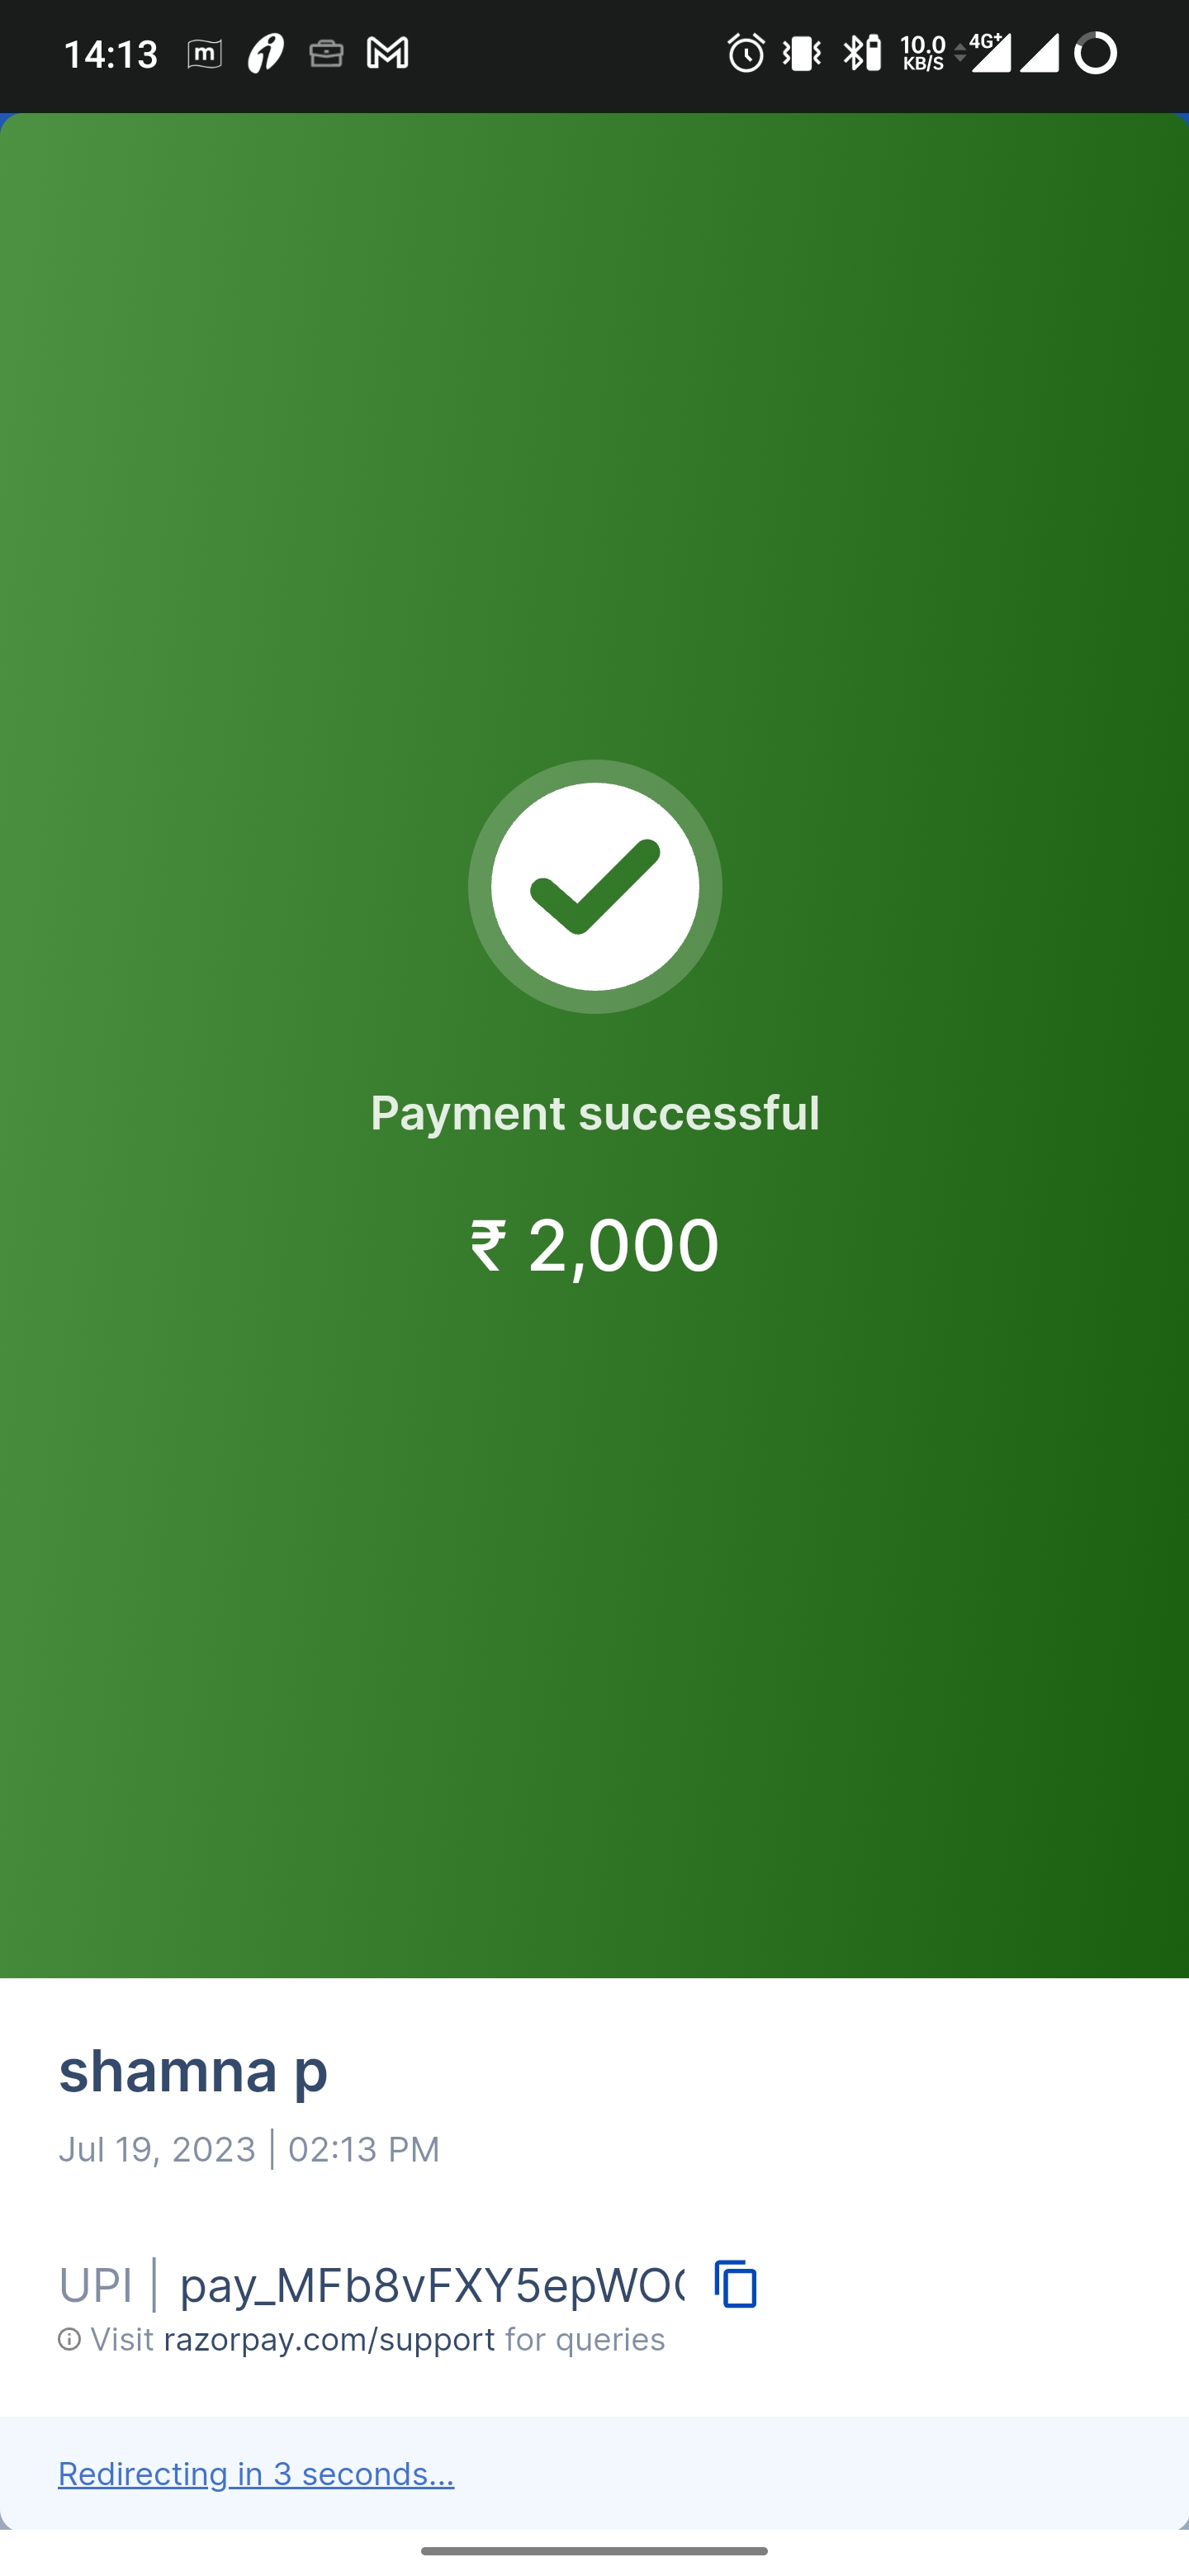 14:13 m 10.0 KB/S 4G+
Payment successful
₹ 2,000
shamna p
Jul 19, 2023 | 02:13 PM
UPI | pay_MFb8vFXY5epWO
Visit razorpay.com/support for queries
Redirecting in 3 seconds...